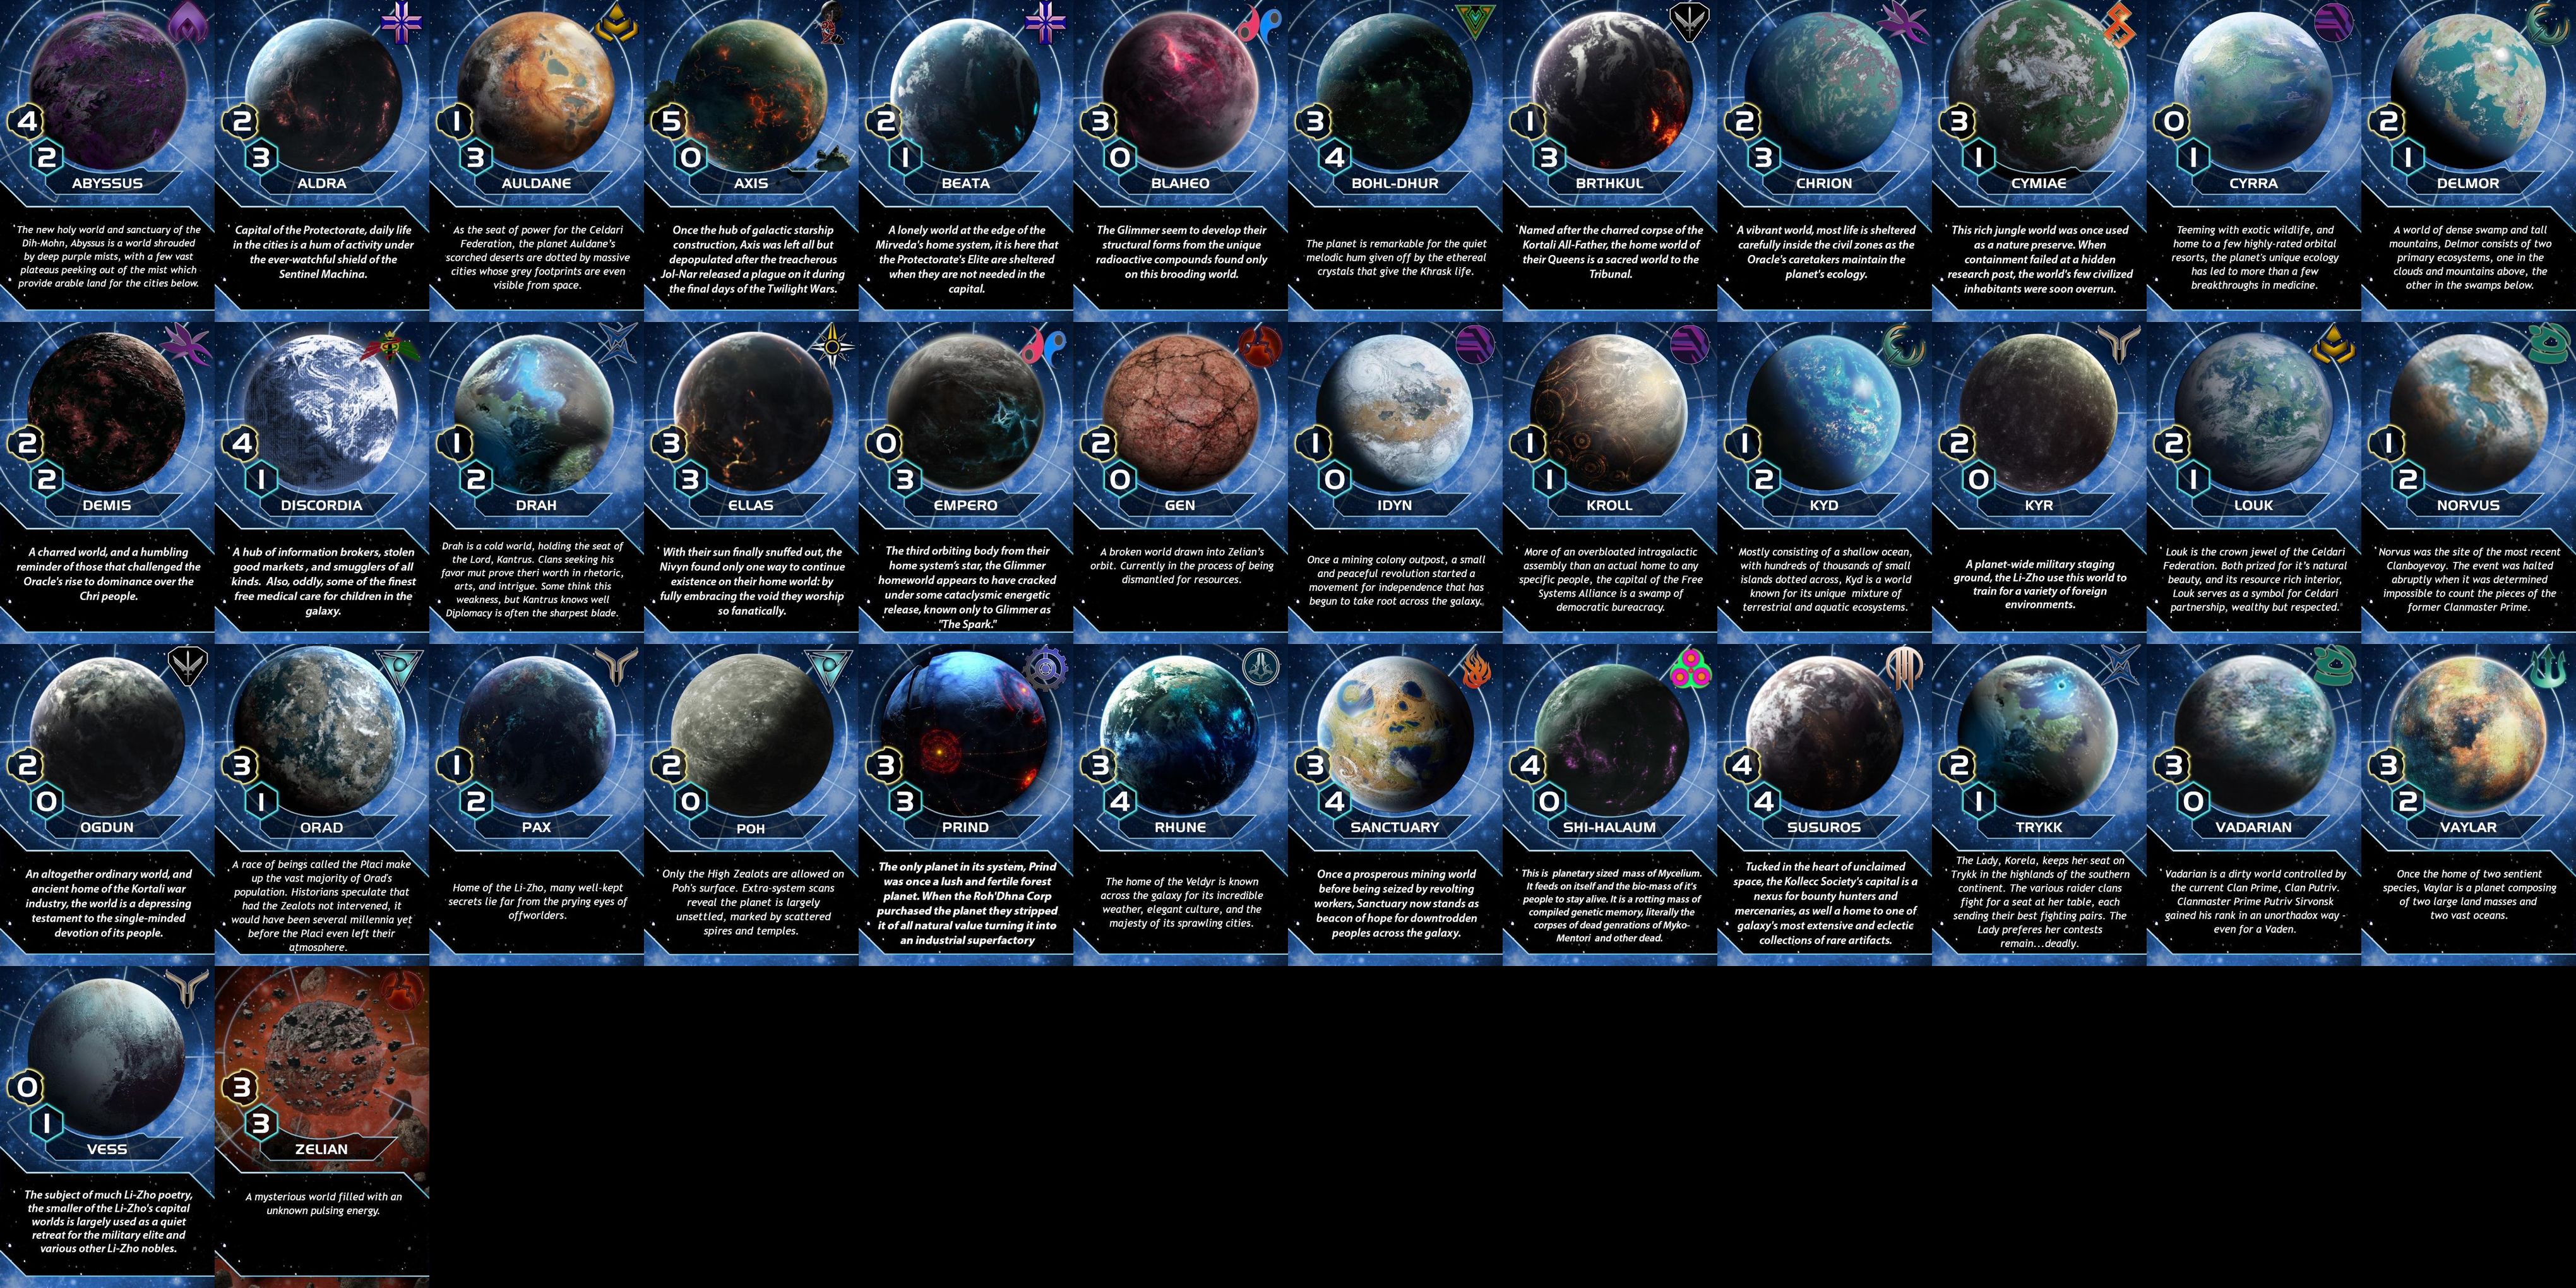 4
2
ABYSSUS
The new holy world and sanctuary of the
Dih-Mohn, Abyssus is a world shrouded
by deep purple mists, with a few vast
plateaus peeking out of the mist which
provide arable land for the cities below.
2
3
ALDRA
Capital of the Protectorate, daily life
in the cities is a hum of activity under
the ever-watchful shield of the
Sentinel Machina.
1
3
AULDANE
As the seat of power for the Celdari
Federation, the planet Auldane's
scorched deserts are dotted by massive
cities whose grey footprints are even
visible from space.
5
0
AXIS
Once the hub of galactic starship
construction, Axis was left all but
depopulated after the treacherous
Jol-Nar released a plague on it during
the final days of the Twilight Wars.
2
1
BEATA
A lonely world at the edge of the
Mirveda's home system, it is here that
the Protectorate's Elite are sheltered
when they are not needed in the
capital.
3
0
BLAHEO
The Glimmer seem to develop their
structural forms from the unique
radioactive compounds found only
on this brooding world.
3
4
BOHL-DHUR
The planet is remarkable for the quiet
melodic hum given off by the ethereal
crystals that give the Khrask life.
1
3
BRTHKUL
Named after the charred corpse of the
Kortali All-Father, the home world of
their Queens is a sacred world to the
Tribunal.
2
3
CHRION
A vibrant world, most life is sheltered
carefully inside the civil zones as the
Oracle's caretakers maintain the
planet's ecology.
3
1
CYMIAE
This rich jungle world was once used
as a nature preserve. When
containment failed at a hidden
research post, the world's few civilized
inhabitants were soon overrun.
0
1
CYRRA
Teeming with exotic wildlife, and
home to a few highly-rated orbital
resorts, the planet's unique ecology
has led to more than a few
breakthroughs in medicine.
2
1
DELMOR
A world of dense swamp and tall
mountains, Delmor consists of two
primary ecosystems, one in the
clouds and mountains above, the
other in the swamps below.
2
2
DEMIS
A charred world, and a humbling
reminder of those that challenged the
Oracle's rise to dominance over the
Chri people.
4
1
DISCORDIA
A hub of information brokers, stolen
good markets , and smugglers of all
kinds. Also, oddly, some of the finest
free medical care for children in the
galaxy.
1
2
DRAH
Drah is a cold world, holding the seat of
the Lord, Kantrus. Clans seeking his
favor mut prove theri worth in rhetoric,
arts, and intrigue. Some think this
weakness, but Kantrus knows well
Diplomacy is often the sharpest blade.
3
3
ELLAS
With their sun finally snuffed out, the
Nivyn found only one way to continue
existence on their home world: by
fully embracing the void they worship
so fanatically.
0
3
EMPERO
The third orbiting body from their
home system's star, the Glimmer
homeworld appears to have cracked
under some cataclysmic energetic
release, known only to Glimmer as
"The Spark."
2
0
GEN
A broken world drawn into Zelian's
orbit. Currently in the process of being
dismantled for resources.
1
0
IDYN
Once a mining colony outpost, a small
and peaceful revolution started a
movement for independence that has
begun to take root across the galaxy.
1
1
KROLL
More of an overbloated intragalactic
assembly than an actual home to any
specific people, the capital of the Free
Systems Alliance is a swamp of
democratic bureaucracy.
1
2
KYD
Mostly consisting of a shallow ocean,
with hundreds of thousands of small
islands dotted across, Kyd is a world
known for its unique mixture of
terrestrial and aquatic ecosystems.
2
0
KYR
A planet-wide military staging
ground, the Li-Zho use this world to
train for a variety of foreign
environments.
2
1
LOUK
Louk is the crown jewel of the Celdari
Federation. Both prized for it's natural
beauty, and its resource rich interior,
Louk serves as a symbol for Celdari
partnership, wealthy but respected.
1
2
NORVUS
Norvus was the site of the most recent
Clanboyevoy. The event was halted
abruptly when it was determined
impossible to count the pieces of the
former Clanmaster Prime.
2
0
OGDUN
An altogether ordinary world, and
ancient home of the Kortali war
industry, the world is a depressing
testament to the single-minded
devotion of its people.
3
1
ORAD
A race of beings called the Placi make
up the vast majority of Orad's
population. Historians speculate that
had the Zealots not intervened, it
would have been several millennia yet
before the Placi even left their
atmosphere.
1
2
PAX
Home of the Li-Zho, many well-kept
secrets lie far from the prying eyes of
offworlders.
2
0
POH
Only the High Zealots are allowed on
Poh's surface. Extra-system scans
reveal the planet is largely
unsettled, marked by scattered
spires and temples.
3
3
PRIND
The only planet in its system, Prind
was once a lush and fertile forest
planet. When the Roh'Dhna Corp
purchased the planet they stripped
it of all natural value turning it into
an industrial superfactory
3
4
RHUNE
The home of the Veldyr is known
across the galaxy for its incredible
weather, elegant culture, and the
majesty of its sprawling cities.
3
4
SANCTUARY
Once a prosperous mining world
before being seized by revolting
workers, Sanctuary now stands as
beacon of hope for downtrodden
peoples across the galaxy.
4
0
SHI-HALAUM
This is planetary sized mass of Mycelium.
It feeds on itself and the bio-mass of it's
people to stay alive. It is a rotting mass of
compiled genetic memory, literally the
corpses of dead genrations of Myko-
Mentori and other dead.
4
4
SUSUROS
Tucked in the heart of unclaimed
space, the Kollecc Society's capital is a
nexus for bounty hunters and
mercenaries, as well a home to one of
galaxy's most extensive and eclectic
collections of rare artifacts.
2
1
TRYKK
The Lady, Korela, keeps her seat on
Trykk in the highlands of the southern
continent. The various raider clans
fight for a seat at her table, each
sending their best fighting pairs. The
Lady preferes her contests
remain...deadly.
3
0
VADARIAN
Vadarian is a dirty world controlled by
the current Clan Prime, Clan Putriv.
Clanmaster Prime Putriv Sirvonsk
gained his rank in an unorthodox way -
even for a Vaden.
3
2
VAYLAR
Once the home of two sentient
species, Vaylar is a planet composing
of two large land masses and
two vast oceans.
0
1
VESS
The subject of much Li-Zho poetry,
the smaller of the Li-Zho's capital
worlds is largely used as a quiet
retreat for the military elite and
various other Li-Zho nobles.
3
3
ZELIAN
A mysterious world filled with an
unknown pulsing energy.